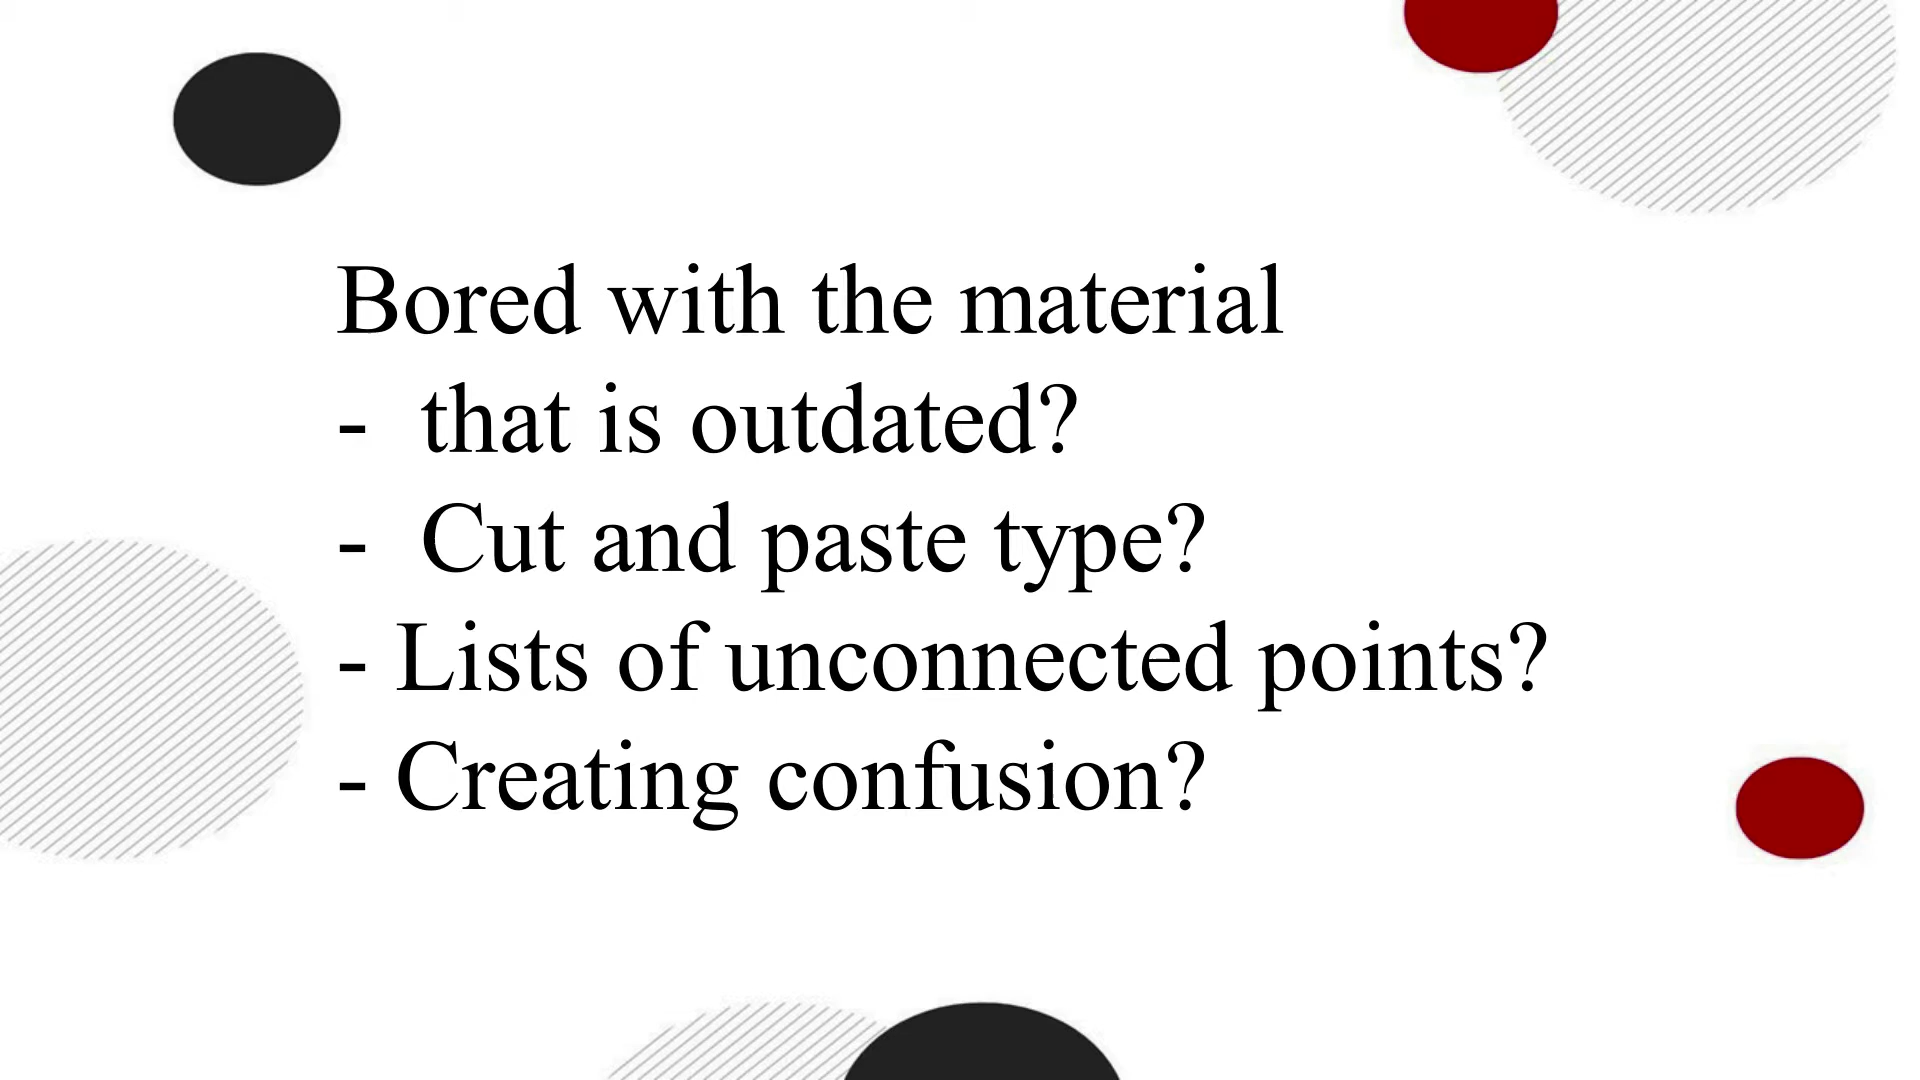 Bored with the material
- that is outdated?
- Cut and paste type?
- Lists of unconnected points?
- Creating confusion?